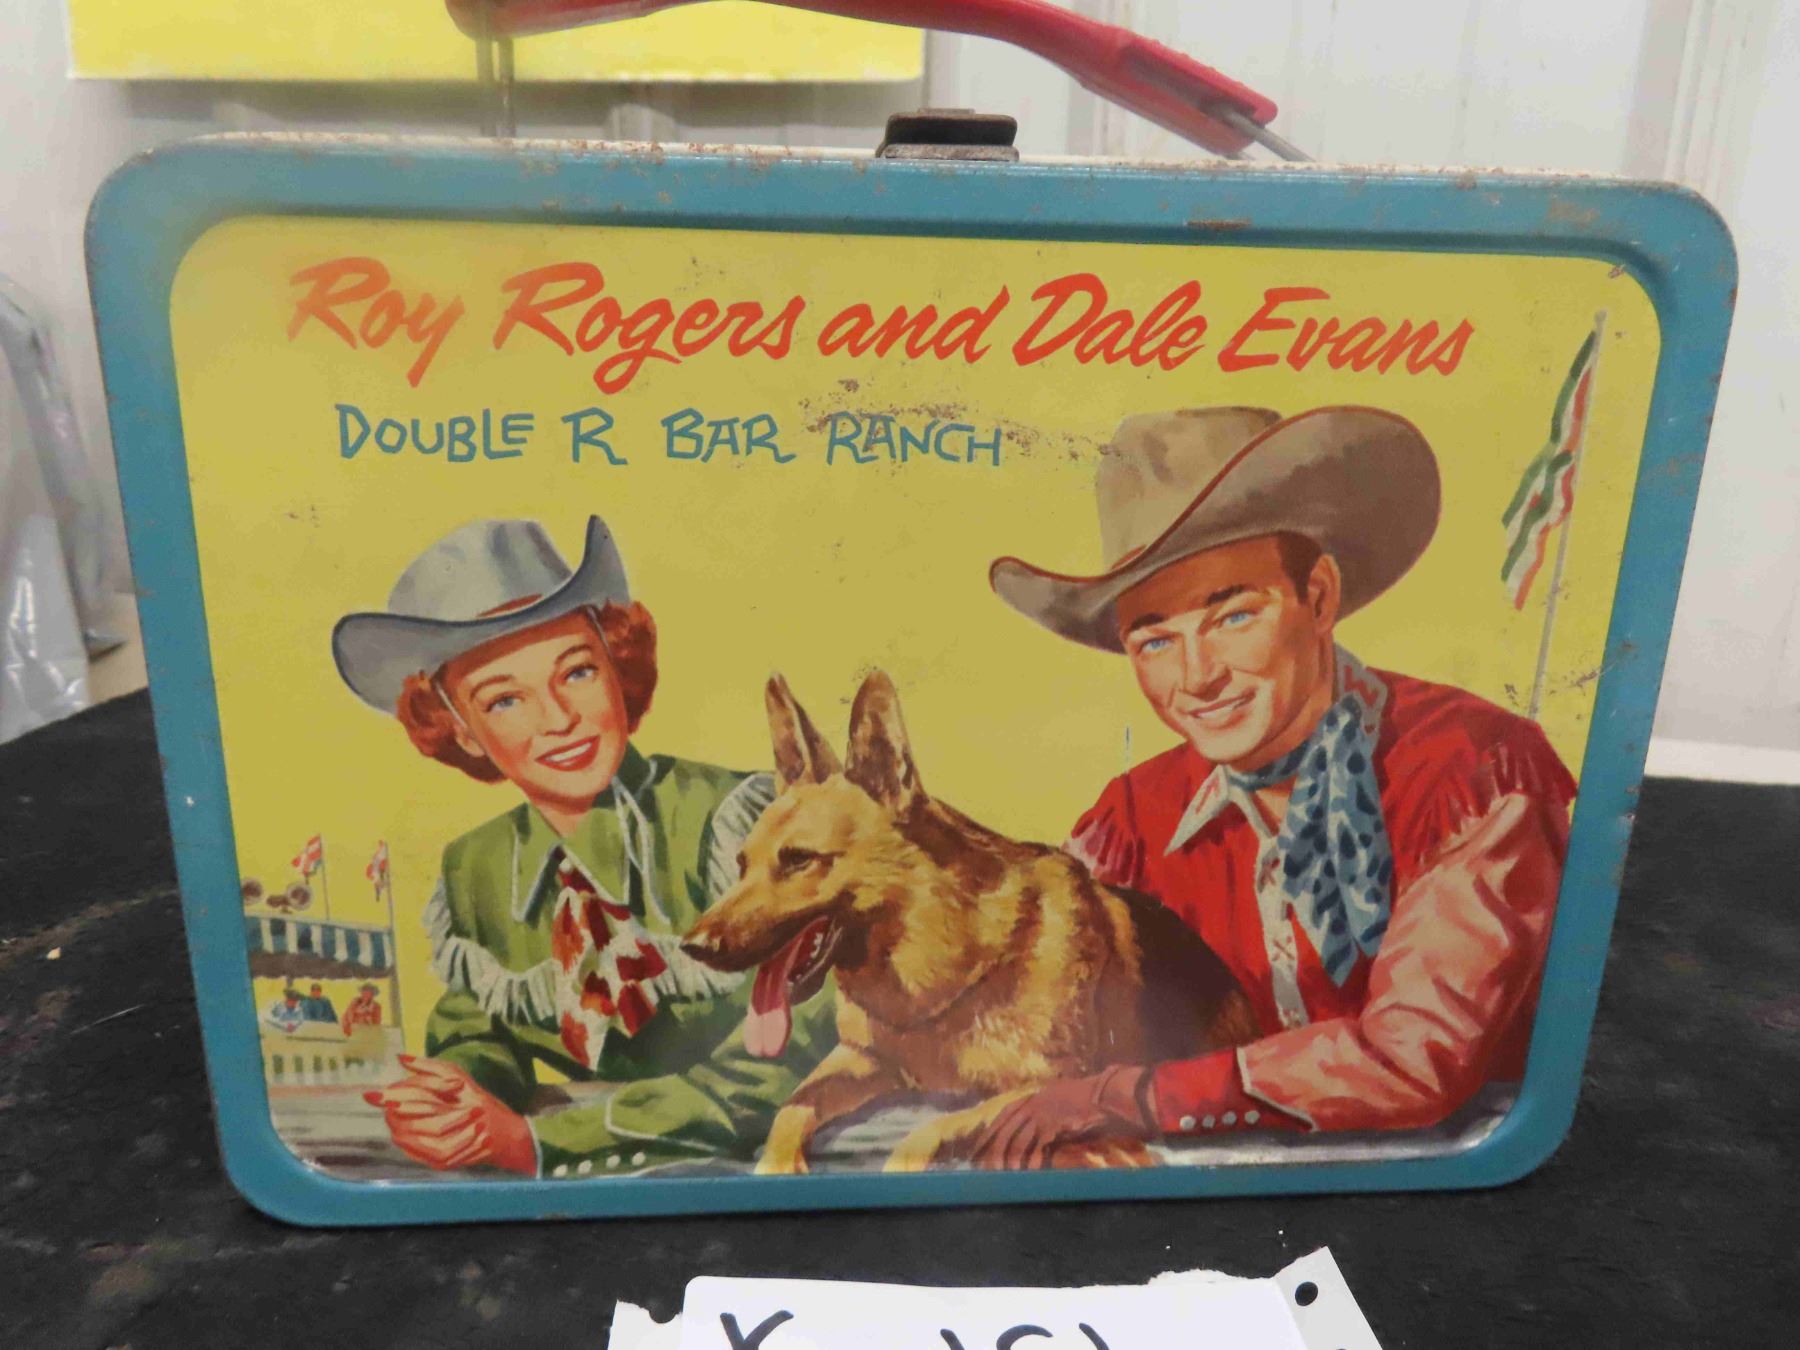 Roy Rogers and Dale Evans
DOUBLE R BAR RANCH